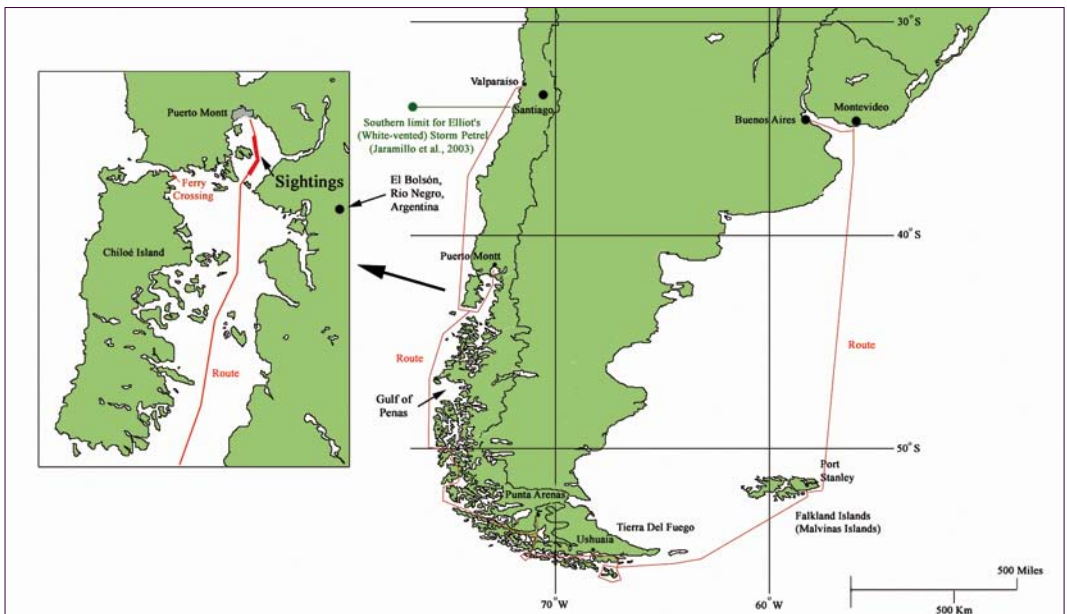 Puerto Montt
Sightings
Ferry
Crossing
El Bolsón,
Rio Negro,
Argentina
Chiloé Island
Route
30°S
Valparaiso
Santiago
Southern limit for Elliot's
(White-vented) Storm Petrel
(Jaramillo et al., 2003)
Buenos Aires
Montevideo
40°S
Puerto Montt
Route
Route
Gulf of
Penas
50°S
Port
Stanley
Punta Arenas
Falkland Islands
(Malvinas Islands)
Tierra Del Fuego
Ushuaia
500 Miles
500 Km
70°W
60°W